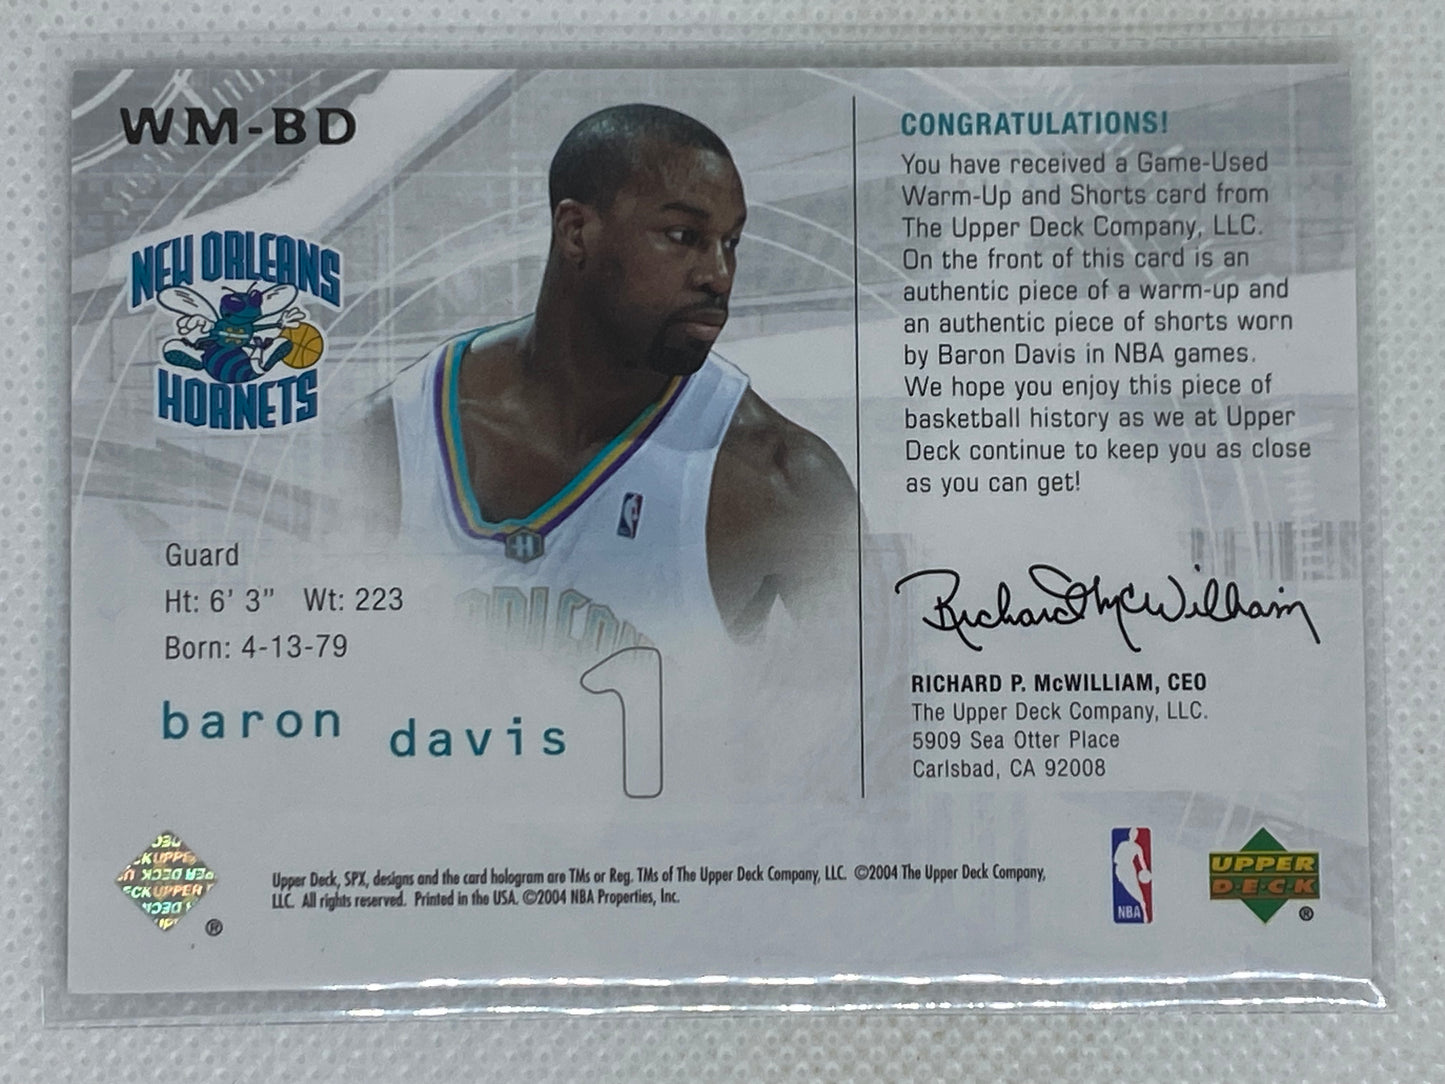 WM-BD
NEW ORLEANS
HORNETS
Guard
Ht: 6' 3"   Wt: 223
Born: 4-13-79
baron davis
1
CONGRATULATIONS!
You have received a Game-Used
Warm-Up and Shorts card from
The Upper Deck Company, LLC.
On the front of this card is an
authentic piece of a warm-up and
an authentic piece of shorts worn
by Baron Davis in NBA games.
We hope you enjoy this piece of
basketball history as we at Upper
Deck continue to keep you as close
as you can get!
Richard P. McWilliam
RICHARD P. McWILLIAM, CEO
The Upper Deck Company, LLC.
5909 Sea Otter Place
Carlsbad, CA 92008
Upper Deck, SPX, designs and the card hologram are TMs or Reg. TMs of The Upper Deck Company, LLC. ©2004 The Upper Deck Company,
LLC. All rights reserved. Printed in the USA. ©2004 NBA Properties, Inc.
®
NBA
UPPER
DECK
®